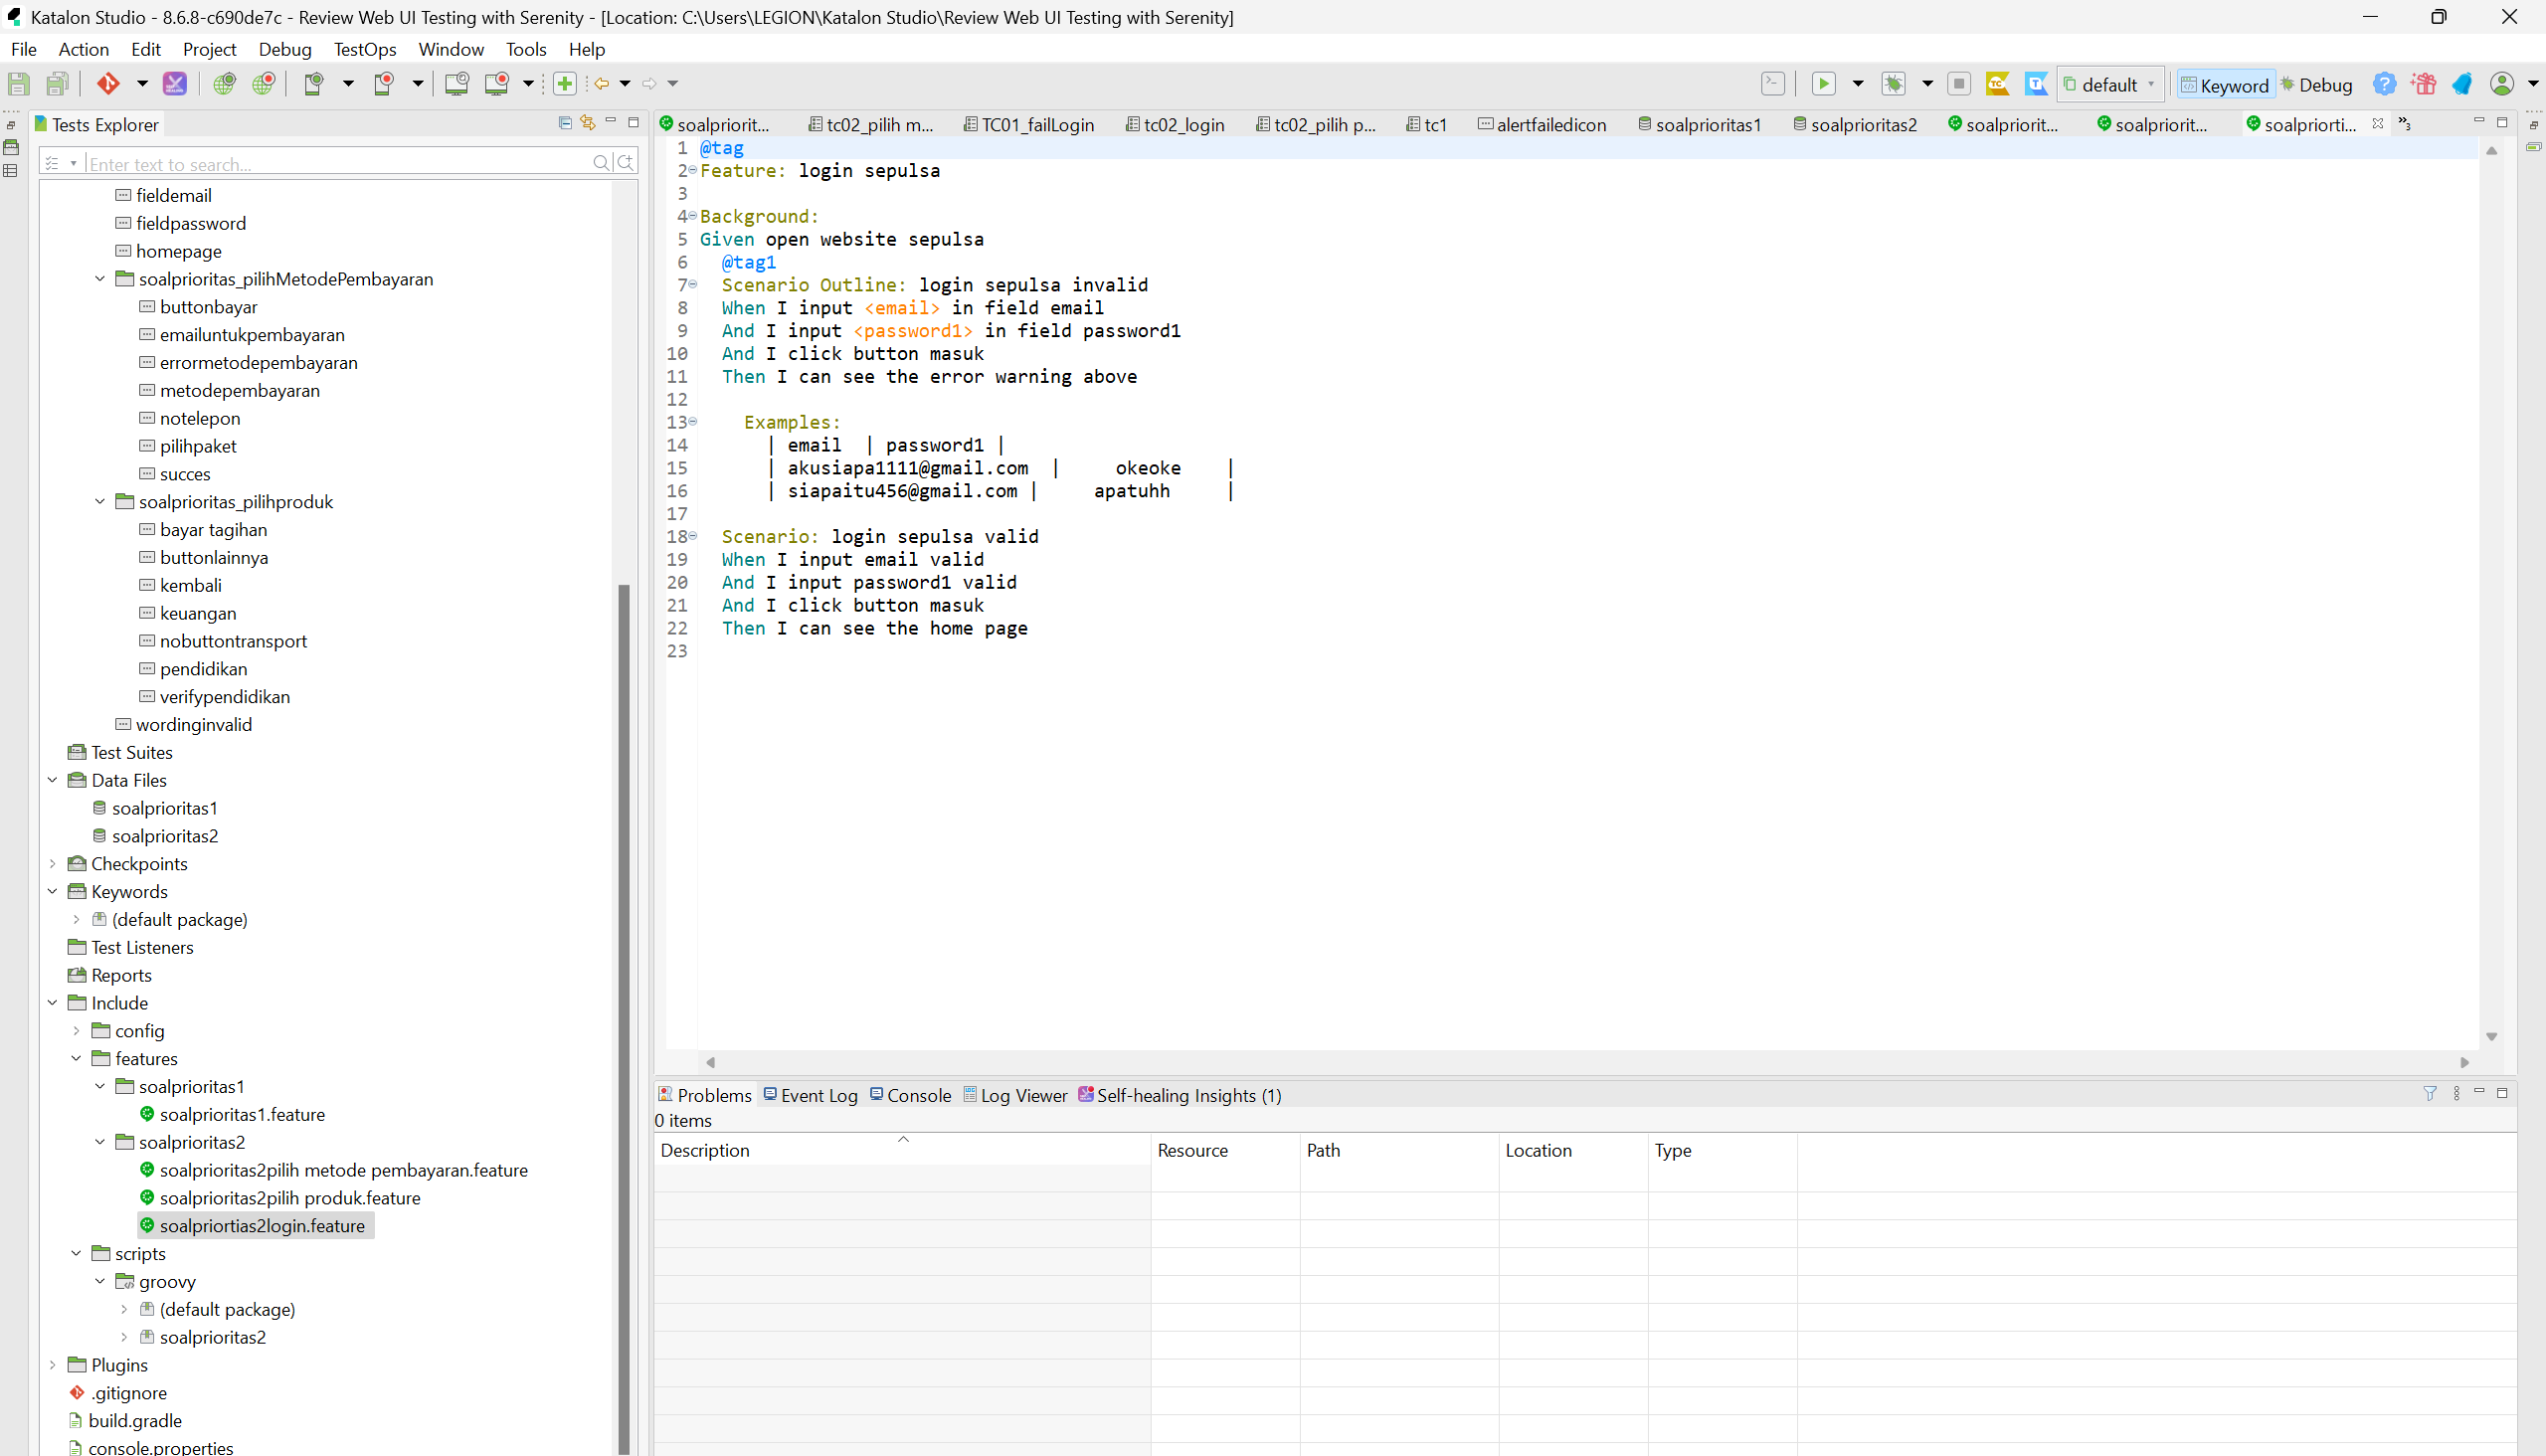 Katalon Studio - 8.6.8-c690de7c - Review Web UI Testing with Serenity - [Location: C:\Users\LEGION\Katalon Studio\Review Web UI Testing with Serenity]
File Action Edit Project Debug TestOps Window Tools Help
default Keyword Debug
Tests Explorer
Enter text to search...
fieldemail
fieldpassword
homepage
soalprioritas_pilihMetodePembayaran
buttonbayar
emailuntukpembayaran
errormetodepembayaran
metodepembayaran
notelepon
pilihpaket
succes
soalprioritas_pilihproduk
bayar tagihan
buttonlainnya
kembali
keuangan
nobuttontransport
pendidikan
verifypendidikan
wordinginvalid
Test Suites
Data Files
soalprioritas1
soalprioritas2
Checkpoints
Keywords
(default package)
Test Listeners
Reports
Include
config
features
soalprioritas1
soalprioritas1.feature
soalprioritas2
soalprioritas2pilih metode pembayaran.feature
soalprioritas2pilih produk.feature
soalpriortias2login.feature
scripts
groovy
(default package)
soalprioritas2
Plugins
.gitignore
build.gradle
console.properties
soalpriorit... tc02_pilih m... TC01_failLogin tc02_login tc02_pilih p... tc1 alertfailedicon soalprioritas1 soalprioritas2 soalpriorit... soalpriorit... soalpriorti... »3
1 @tag
2 Feature: login sepulsa
3
4 Background:
5 Given open website sepulsa
6 @tag1
7 Scenario Outline: login sepulsa invalid
8 When I input <email> in field email
9 And I input <password1> in field password1
10 And I click button masuk
11 Then I can see the error warning above
12
13 Examples:
14 | email | password1 |
15 | akusiapa1111@gmail.com | okeoke |
16 | siapaitu456@gmail.com | apatuhh |
17
18 Scenario: login sepulsa valid
19 When I input email valid
20 And I input password1 valid
21 And I click button masuk
22 Then I can see the home page
23
Problems Event Log Console Log Viewer Self-healing Insights (1)
0 items
Description Resource Path Location Type